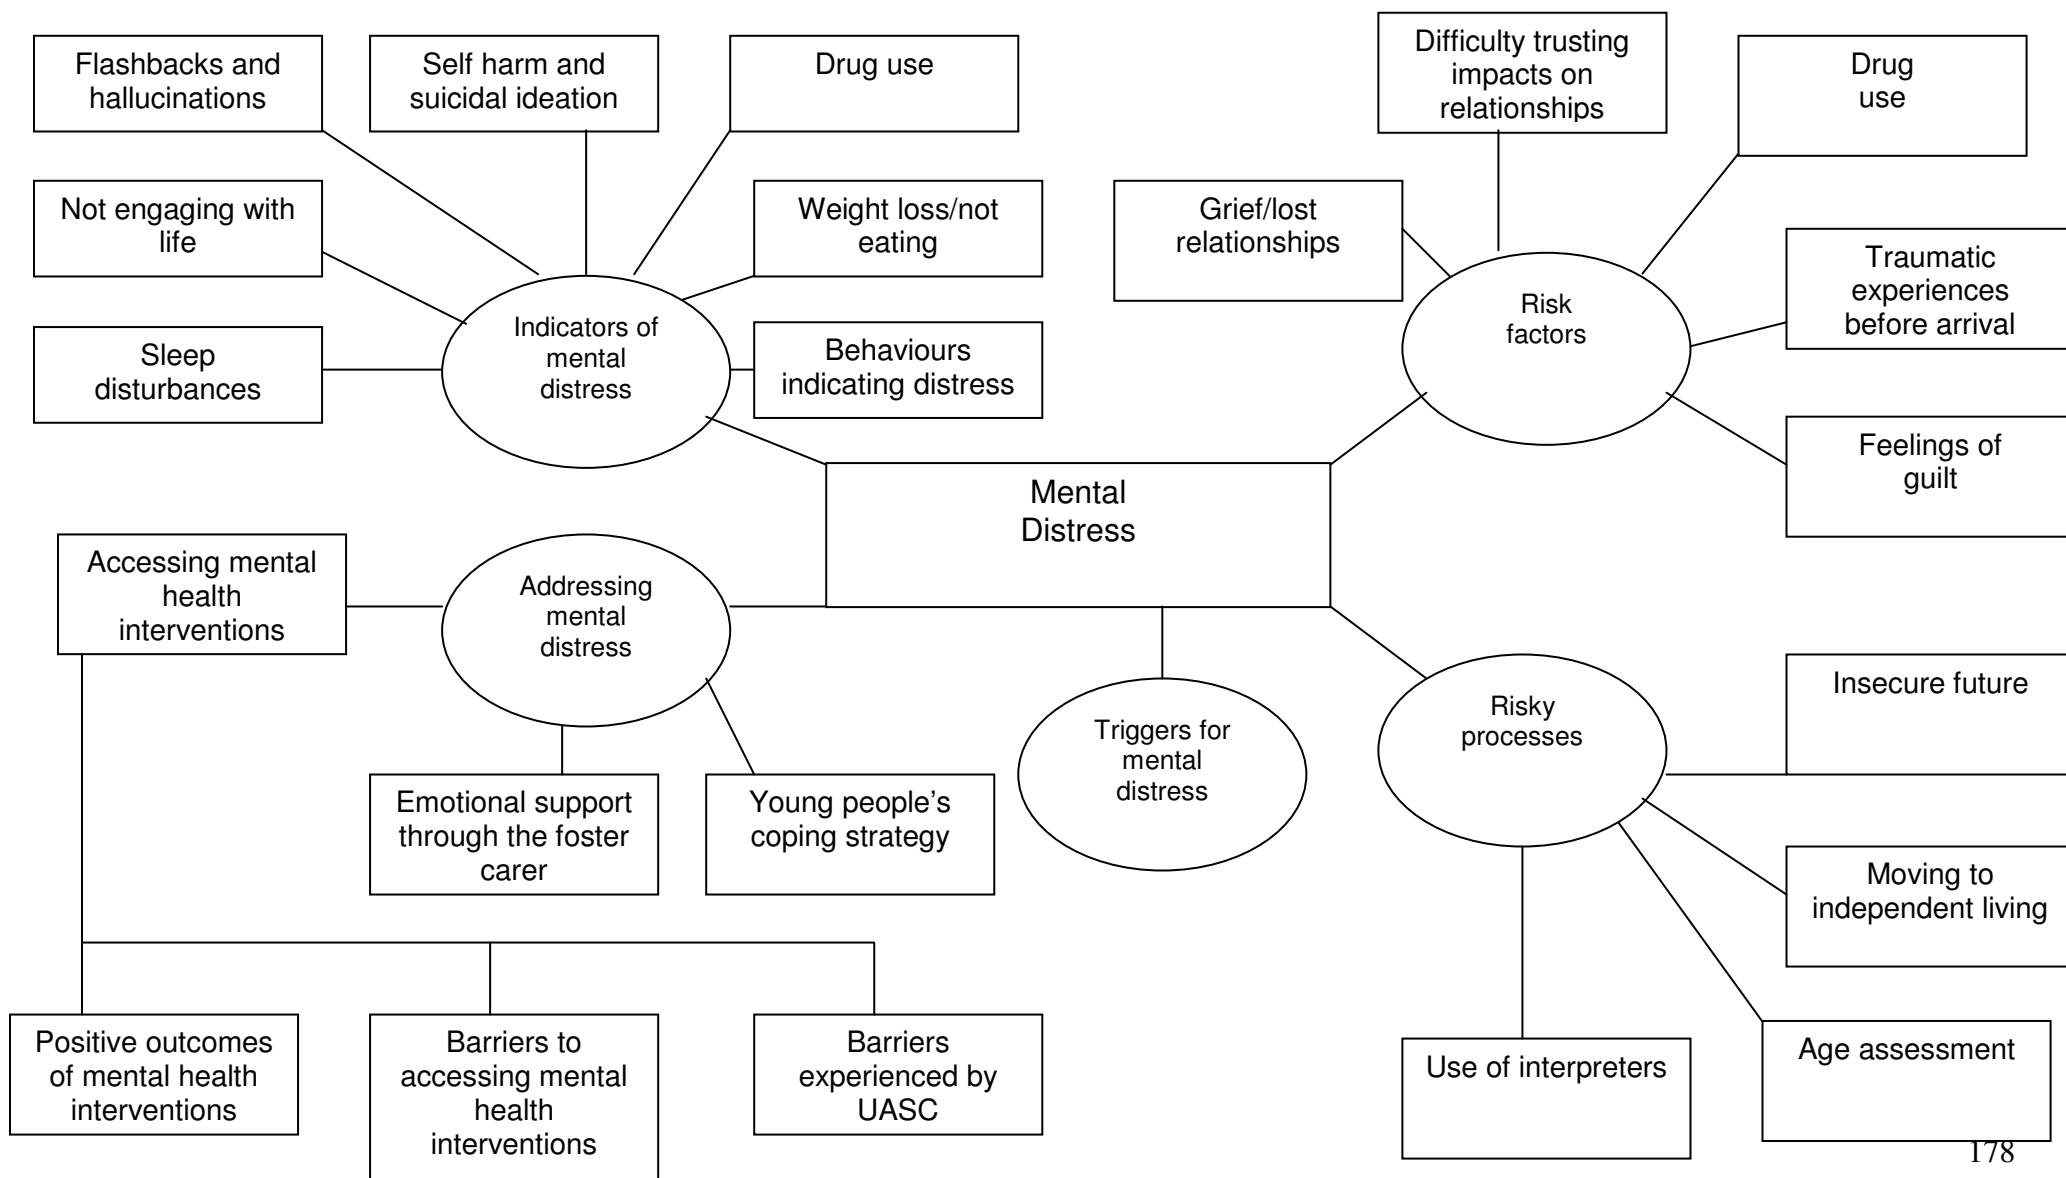 Flashbacks and
hallucinations
Self harm and
suicidal ideation
Drug use
Difficulty trusting
impacts on
relationships
Drug
use
Not engaging with
life
Weight loss/not
eating
Grief/lost
relationships
Traumatic
experiences
before arrival
Sleep
disturbances
Indicators of
mental
distress
Behaviours
indicating distress
Risk
factors
Feelings of
guilt
Mental
Distress
Accessing mental
health
interventions
Addressing
mental
distress
Triggers for
mental
distress
Risky
processes
Insecure future
Emotional support
through the foster
carer
Young people's
coping strategy
Moving to
independent living
Positive outcomes
of mental health
interventions
Barriers to
accessing mental
health
interventions
Barriers
experienced by
UASC
Use of interpreters
Age assessment
178